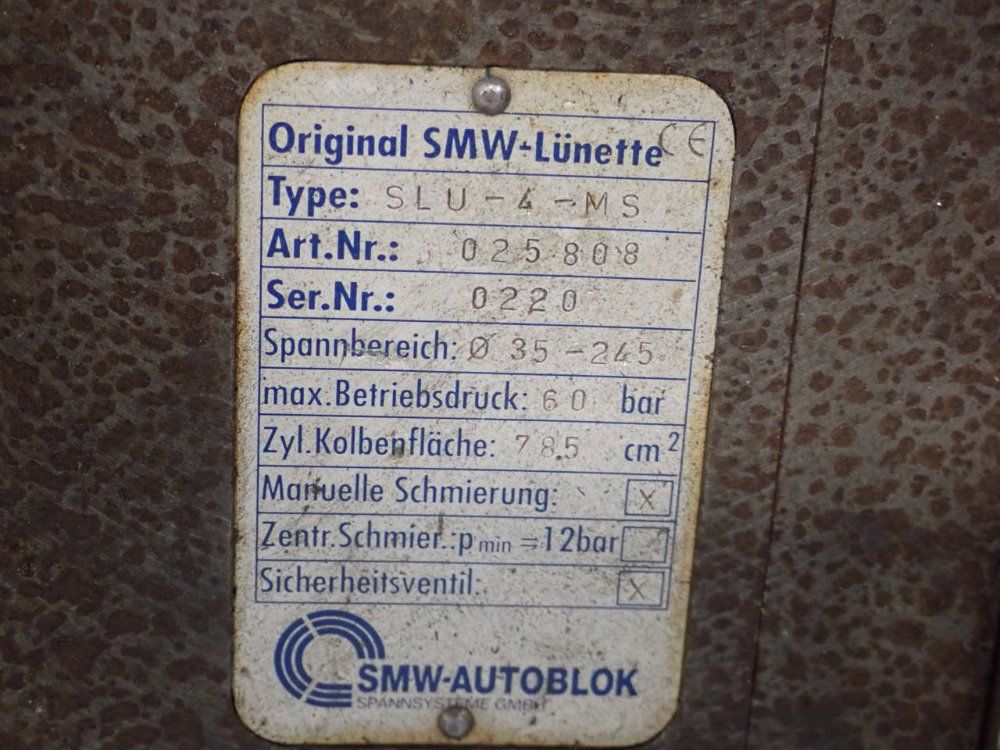 Original SMW-Lünette CE
Type: SLU-4-MS
Art.Nr.: 025808
Ser.Nr.: 0220
Spannbereich: Ø 35-245
max.Betriebsdruck: 60 bar
Zyl.Kolbenfläche: 78.5 cm²
Manuelle Schmierung: X
Zentr.Schmier.:p min =12bar
Sicherheitsventil: X
SMW-AUTOBLOK
SPANNSYSTEME GMBH